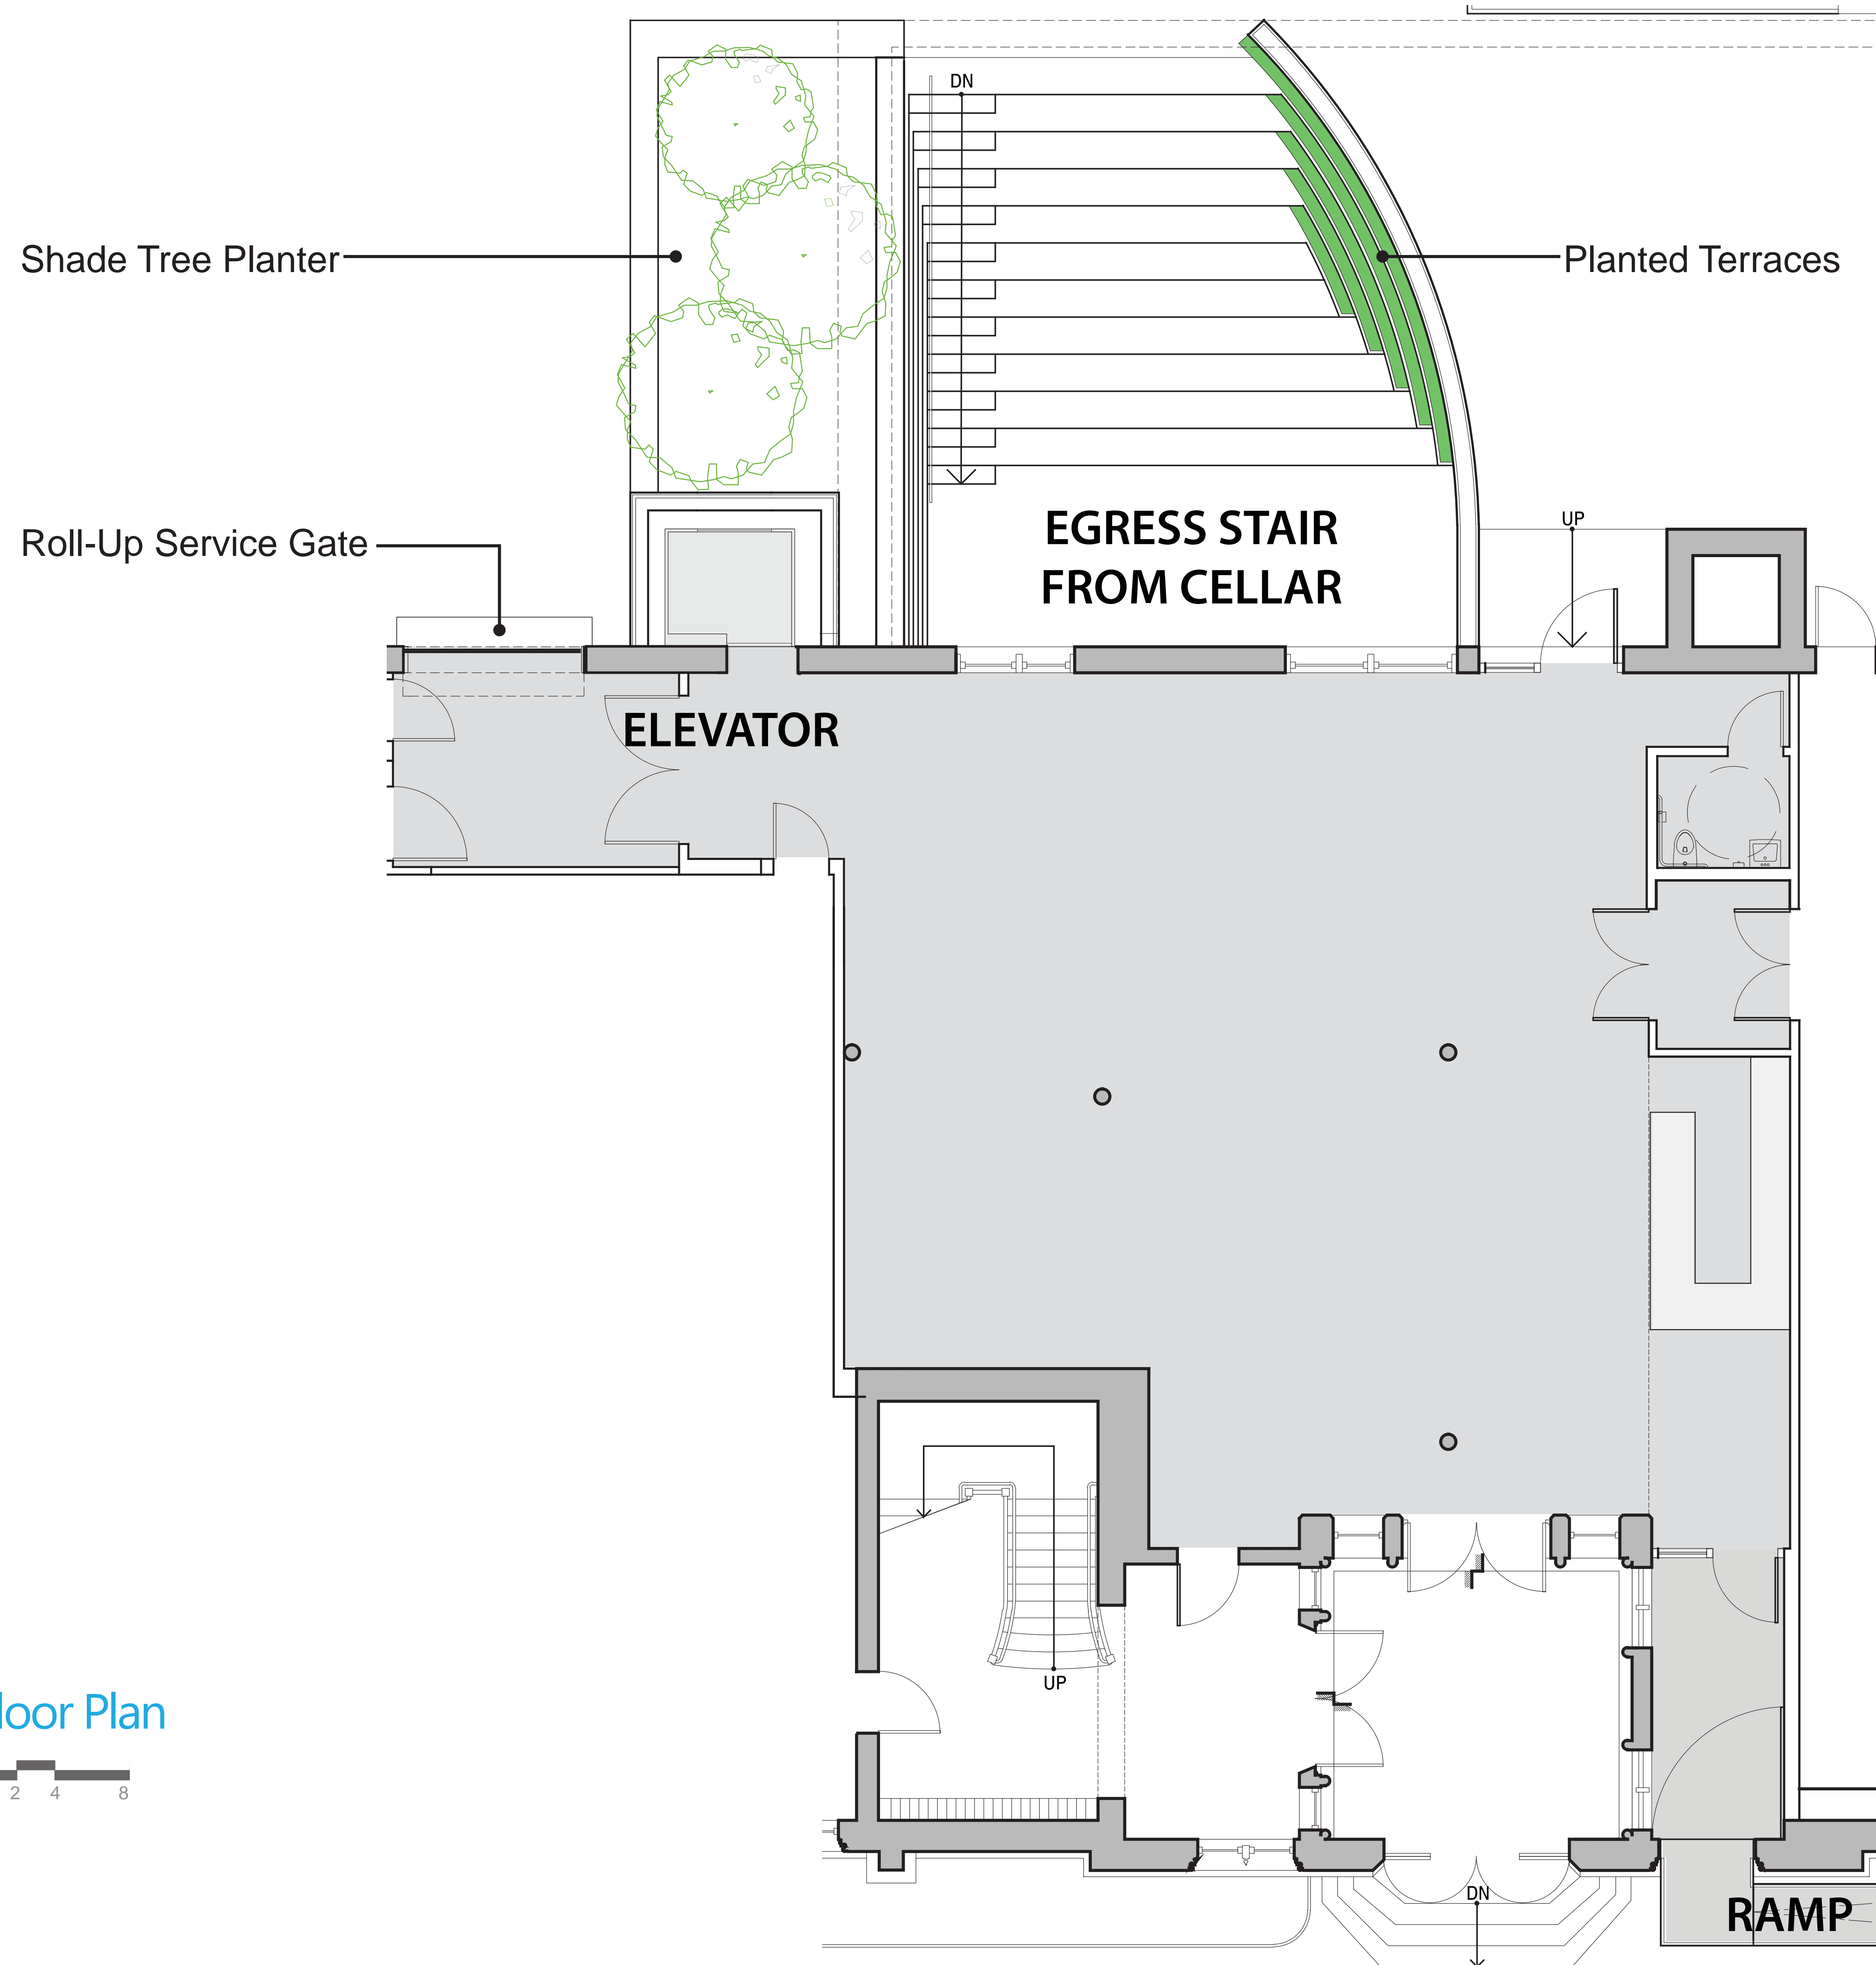 DN
Shade Tree Planter
Planted Terraces
EGRESS STAIR
FROM CELLAR
UP
Roll-Up Service Gate
ELEVATOR
UP
loor Plan
2 4 8
DN
RAMP